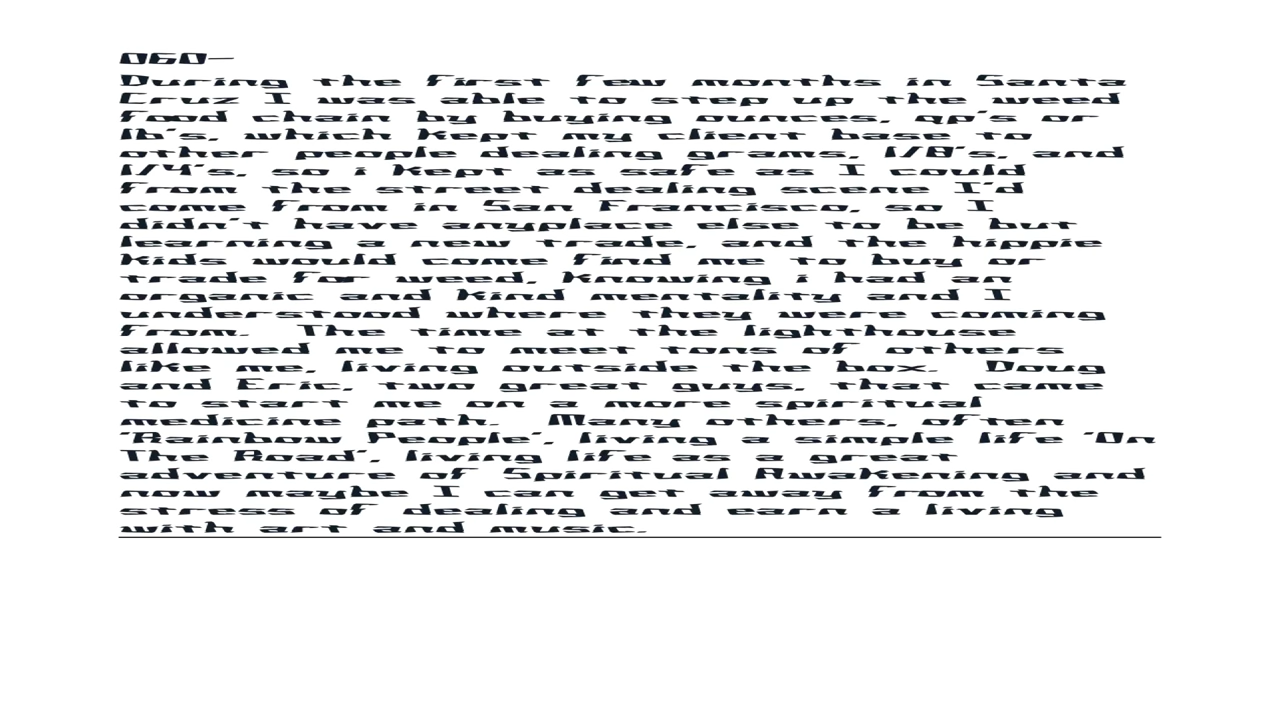 060—
During the first few months in Santa
Cruz I was able to step up the weed
food chain by buying ounces, qp's or
lb's, which kept my client base to
other people dealing grams, 1/8's, and
1/4's, so i kept as safe as I could
from the street dealing scene I'd
come from in San Francisco, so I
didn't have anyplace else to be but
learning a new trade, and the hippie
kids would come find me to buy or
trade for weed, knowing i had an
organic and kind mentality and I
understood where they were coming
from.  The time at the lighthouse
allowed me to meet tons of others
like me, living outside the box.  Doug
and Eric, two great guys, that came
to start me on a more spiritual
medicine path.  Many others, often
'Rainbow People', living a simple life 'On
The Road', living life as a great
adventure of Spiritual Awakening and
now maybe I can get away from the
stress of dealing and earn a living
with art and music.